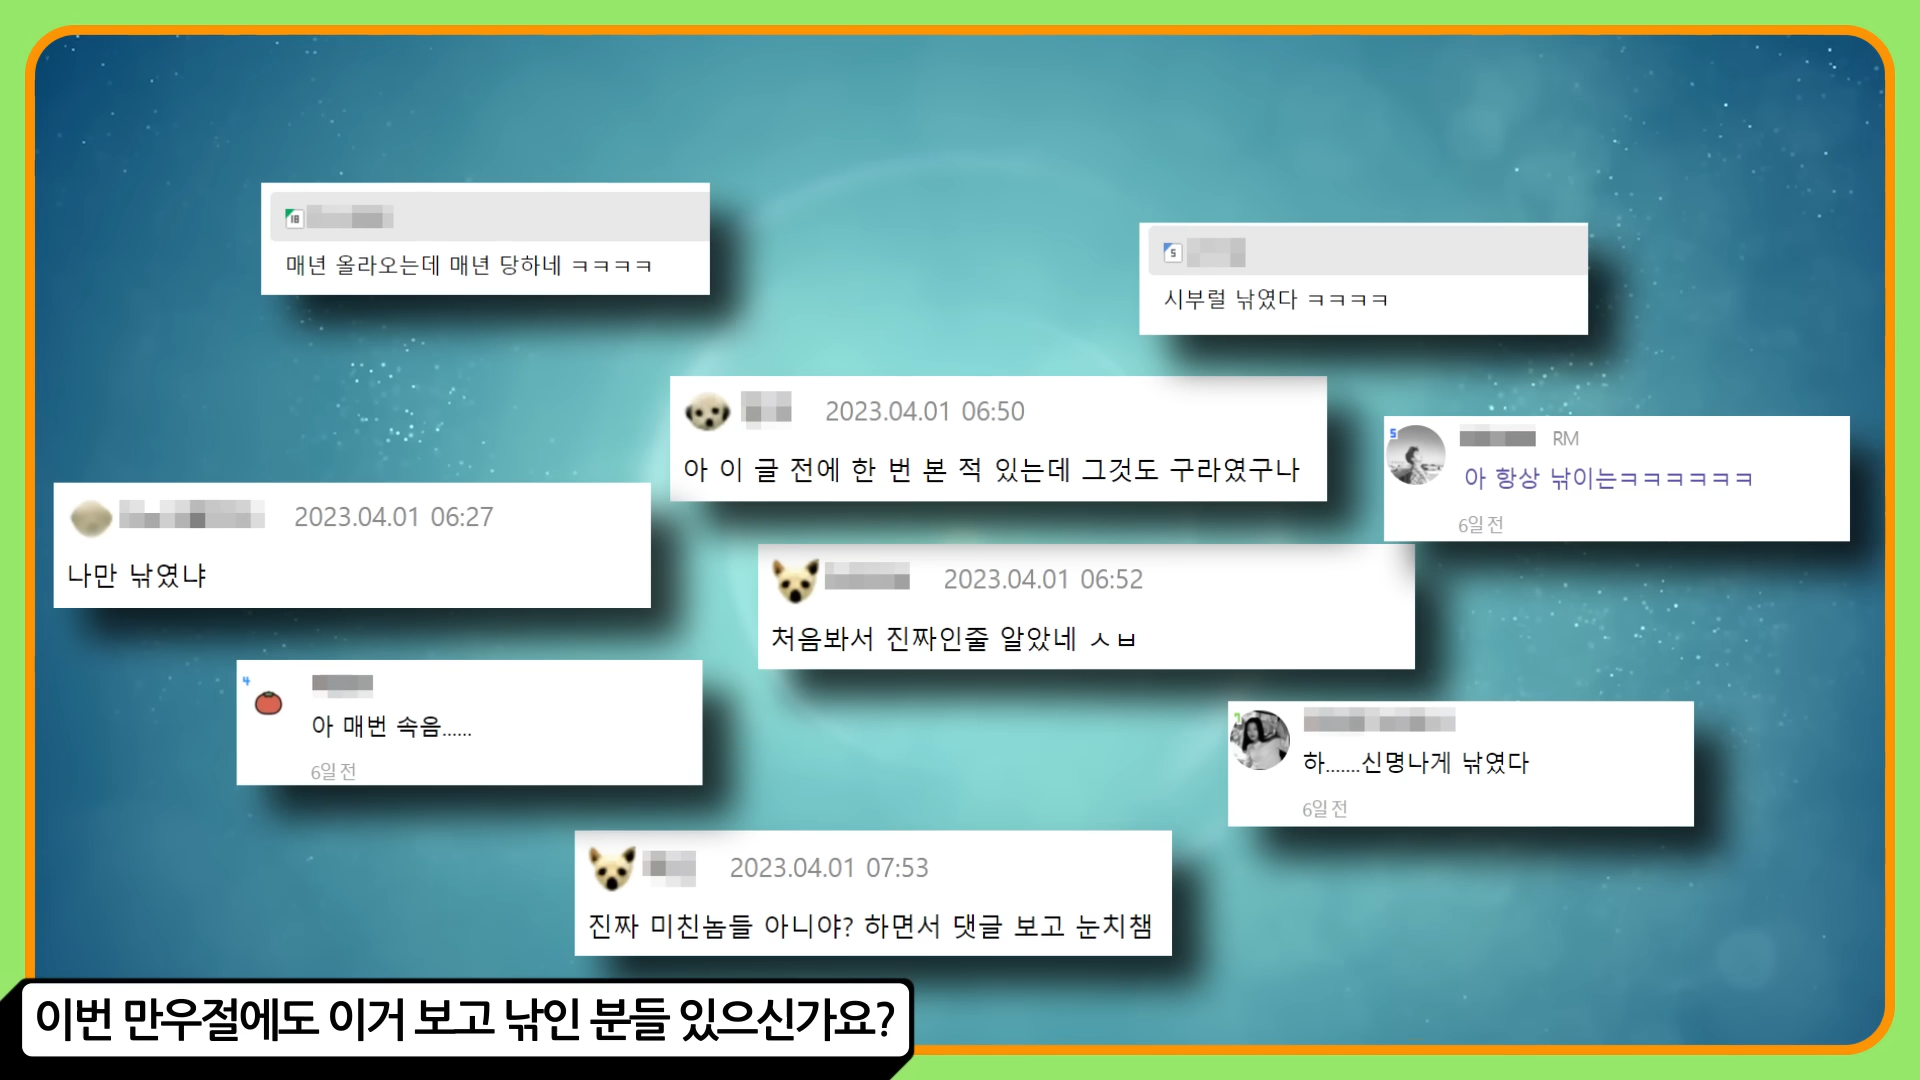 18
매년 올라오는데 매년 당하네 ㅋㅋㅋㅋ
5
시부럴 낚였다 ㅋㅋㅋㅋ
2023.04.01 06:50
아 이 글 전에 한 번 본 적 있는데 그것도 구라였구나
5
RM
아 항상 낚이는ㅋㅋㅋㅋㅋㅋ
6일 전
2023.04.01 06:27
나만 낚였냐
2023.04.01 06:52
처음봐서 진짜인줄 알았네 ㅅㅂ
4
아 매번 속음......
6일 전
7
하.......신명나게 낚였다
6일 전
2023.04.01 07:53
진짜 미친놈들 아니야? 하면서 댓글 보고 눈치챔
이번 만우절에도 이거 보고 낚인 분들 있으신가요?